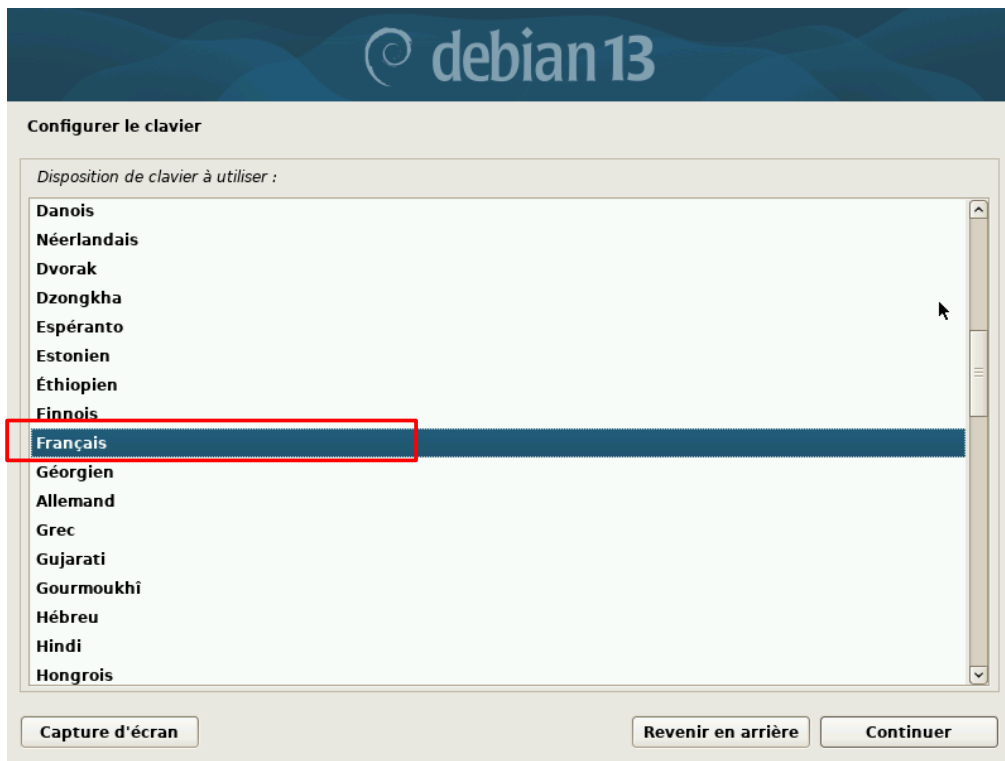 debian 13
Configurer le clavier
Disposition de clavier à utiliser :
Danois
Néerlandais
Dvorak
Dzongkha
Espéranto
Estonien
Éthiopien
Finnois
Français
Géorgien
Allemand
Grec
Gujarati
Gourmoukhî
Hébreu
Hindi
Hongrois
Capture d'écran
Revenir en arrière
Continuer